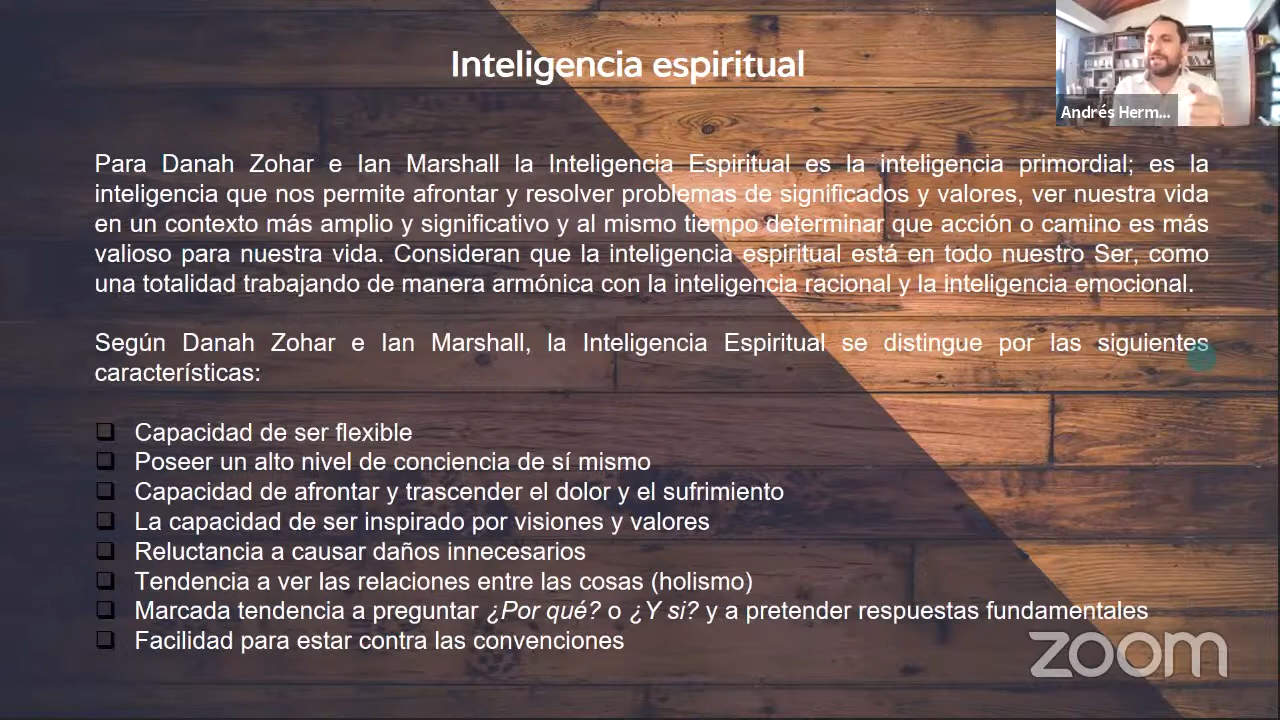 Inteligencia espiritual
Andrés Herm...
Para Danah Zohar e Ian Marshall la Inteligencia Espiritual es la inteligencia primordial; es la
inteligencia que nos permite afrontar y resolver problemas de significados y valores, ver nuestra vida
en un contexto más amplio y significativo y al mismo tiempo determinar que acción o camino es más
valioso para nuestra vida. Consideran que la inteligencia espiritual está en todo nuestro Ser, como
una totalidad trabajando de manera armónica con la inteligencia racional y la inteligencia emocional.
Según Danah Zohar e Ian Marshall, la Inteligencia Espiritual se distingue por las siguientes
características:
❑ Capacidad de ser flexible
❑ Poseer un alto nivel de conciencia de sí mismo
❑ Capacidad de afrontar y trascender el dolor y el sufrimiento
❑ La capacidad de ser inspirado por visiones y valores
❑ Reluctancia a causar daños innecesarios
❑ Tendencia a ver las relaciones entre las cosas (holismo)
❑ Marcada tendencia a preguntar ¿Por qué? o ¿Y si? y a pretender respuestas fundamentales
❑ Facilidad para estar contra las convenciones
zoom